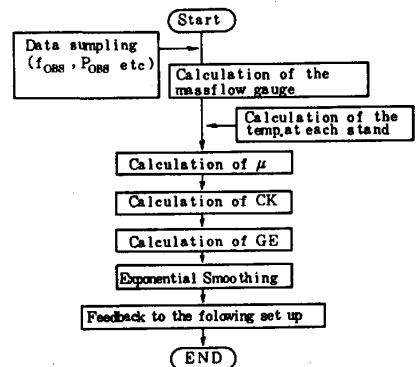 Start
Data sumpling
(fOBS , POBS etc)
Calculation of the
massflow gauge
Calculation of the
temp.at each stand
Calculation of μ
Calculation of CK
Calculation of GE
Exponential Smoothing
Feedback to the folowing set up
END